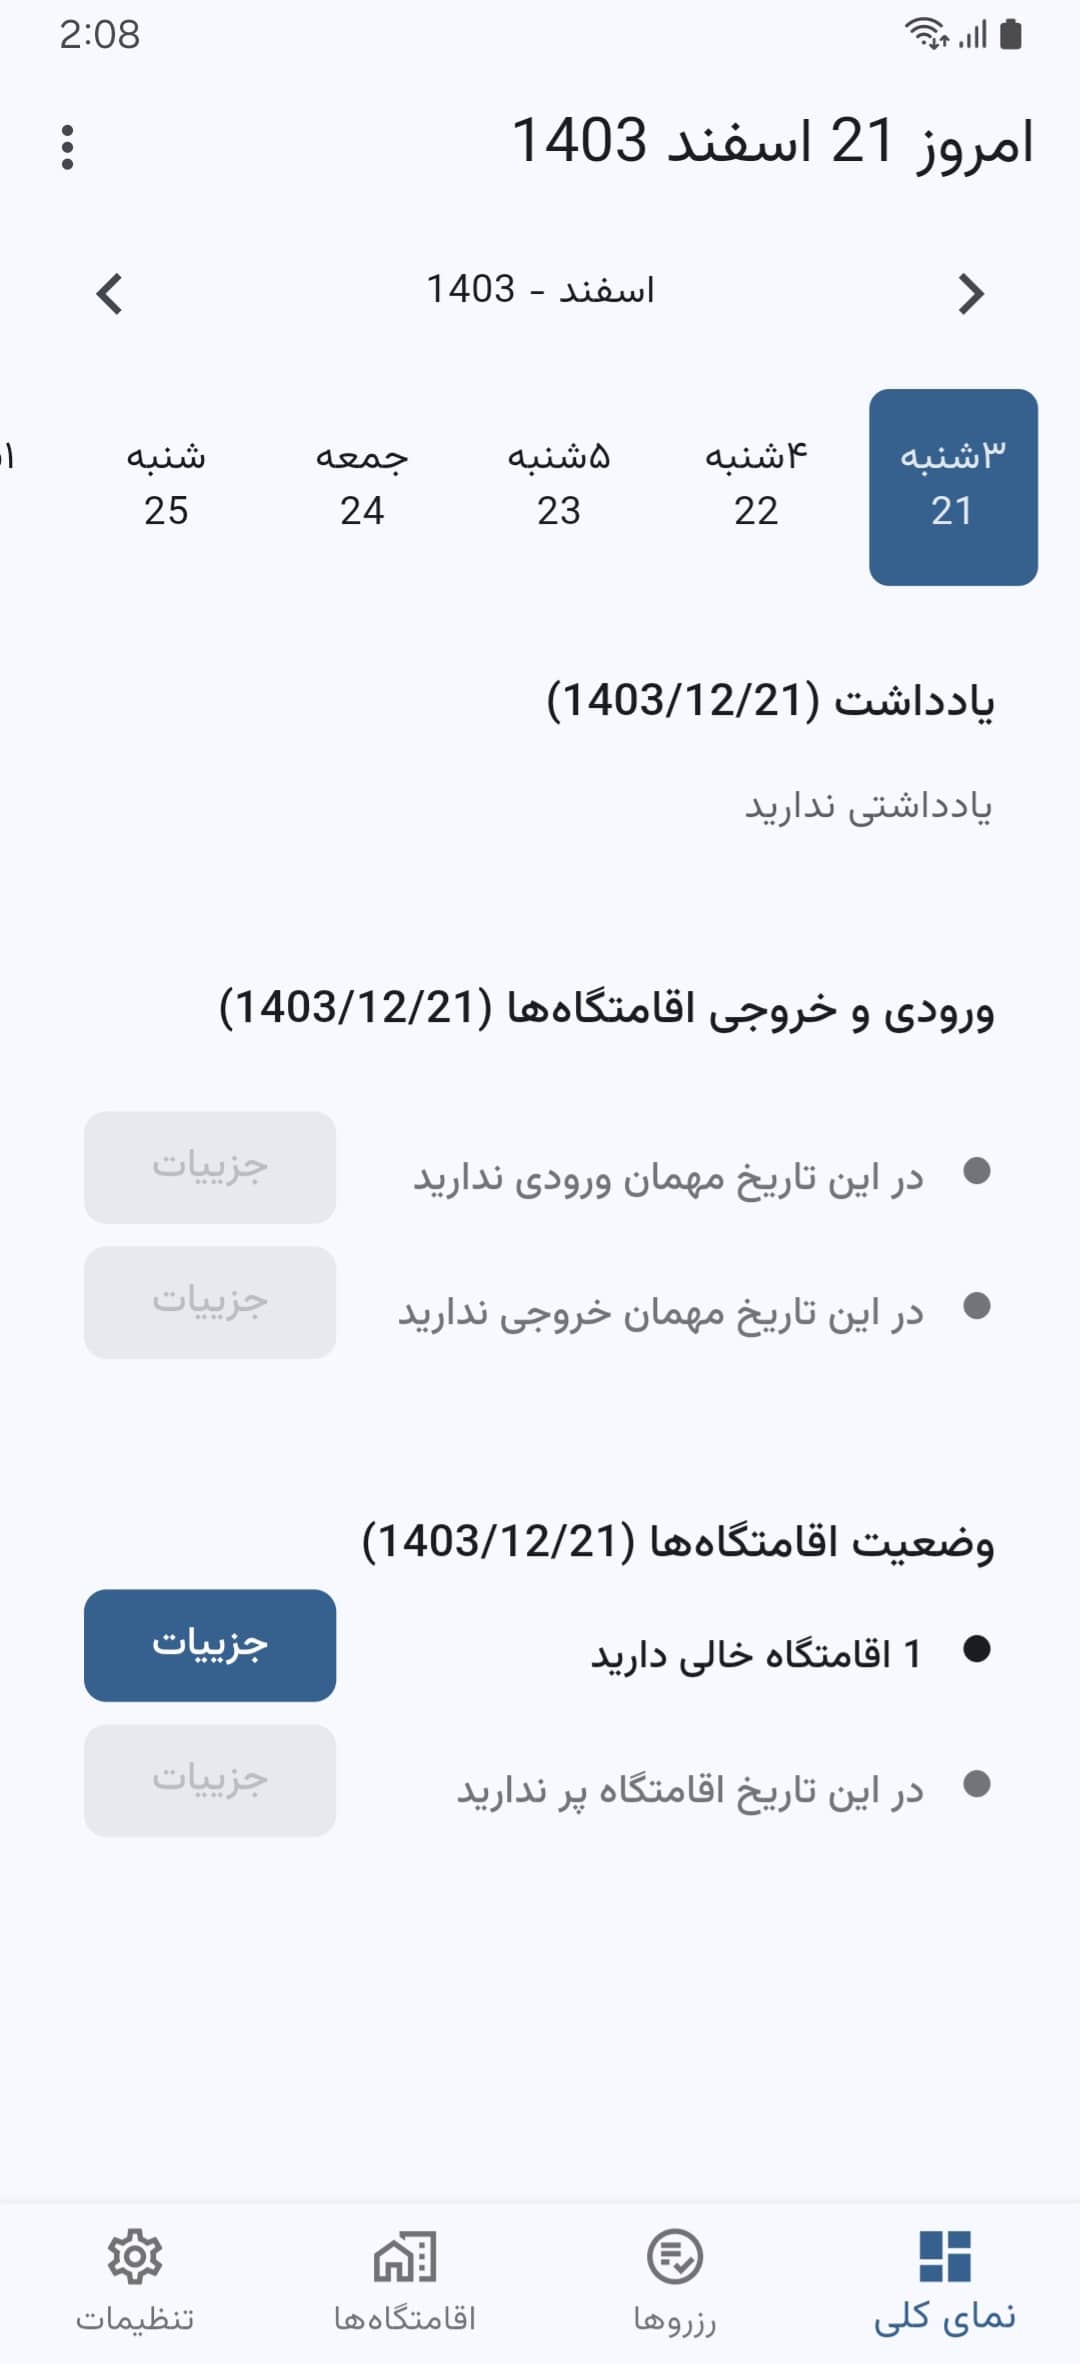 2:08
امروز 21 اسفند 1403
اسفند - 1403
۳شنبه ۴شنبه ۵شنبه جمعه شنبه
21 22 23 24 25
یادداشت (1403/12/21)
یادداشتی ندارید
ورودی و خروجی اقامتگاه‌ها (1403/12/21)
در این تاریخ مهمان ورودی ندارید جزییات
در این تاریخ مهمان خروجی ندارید جزییات
وضعیت اقامتگاه‌ها (1403/12/21)
1 اقامتگاه خالی دارید جزییات
در این تاریخ اقامتگاه پر ندارید جزییات
نمای کلی رزروها اقامتگاه‌ها تنظیمات